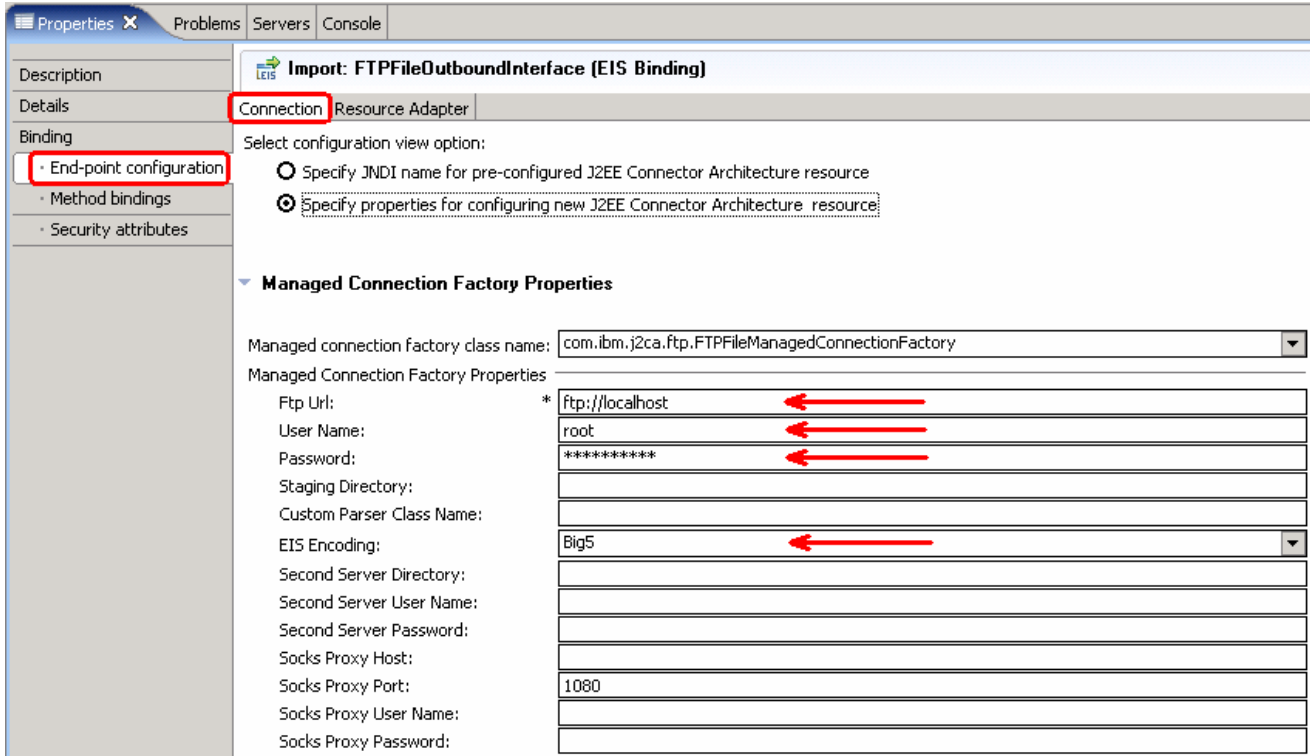 Properties Problems Servers Console
Import: FTPFileOutboundInterface (EIS Binding)
EIS
Description
Details
Binding
End-point configuration
Method bindings
Security attributes
Connection Resource Adapter
Select configuration view option:
Specify JNDI name for pre-configured J2EE Connector Architecture resource
Specify properties for configuring new J2EE Connector Architecture resource
Managed Connection Factory Properties
Managed connection factory class name: com.ibm.j2ca.ftp.FTPFileManagedConnectionFactory
Managed Connection Factory Properties
Ftp Url: * ftp://localhost
User Name: root
Password: **********
Staging Directory:
Custom Parser Class Name:
EIS Encoding: Big5
Second Server Directory:
Second Server User Name:
Second Server Password:
Socks Proxy Host:
Socks Proxy Port: 1080
Socks Proxy User Name:
Socks Proxy Password: